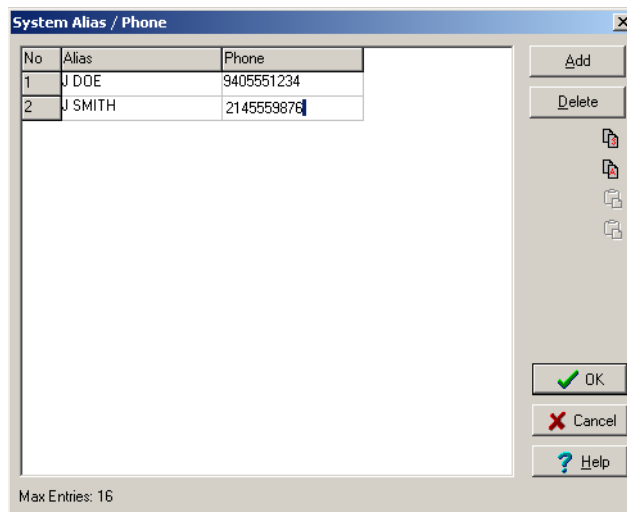 System Alias / Phone
No Alias Phone
1 J DOE 9405551234
2 J SMITH 2145559876
Add
Delete
OK
Cancel
Help
Max Entries: 16